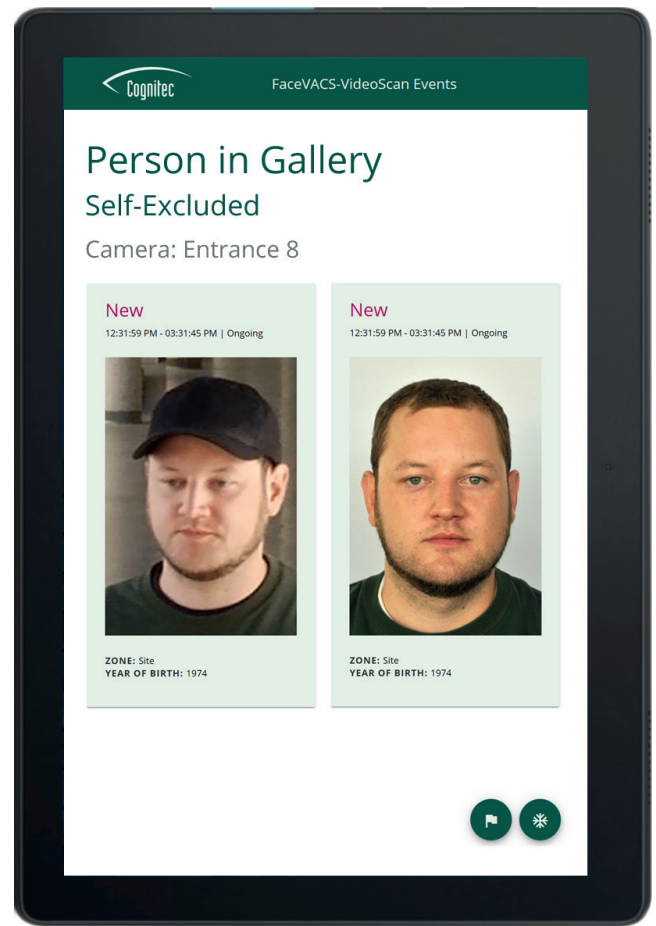 Cognitec
FaceVACS-VideoScan Events
Person in Gallery
Self-Excluded
Camera: Entrance 8
New
12:31:59 PM - 03:31:45 PM | Ongoing
ZONE: Site
YEAR OF BIRTH: 1974
New
12:31:59 PM - 03:31:45 PM | Ongoing
ZONE: Site
YEAR OF BIRTH: 1974